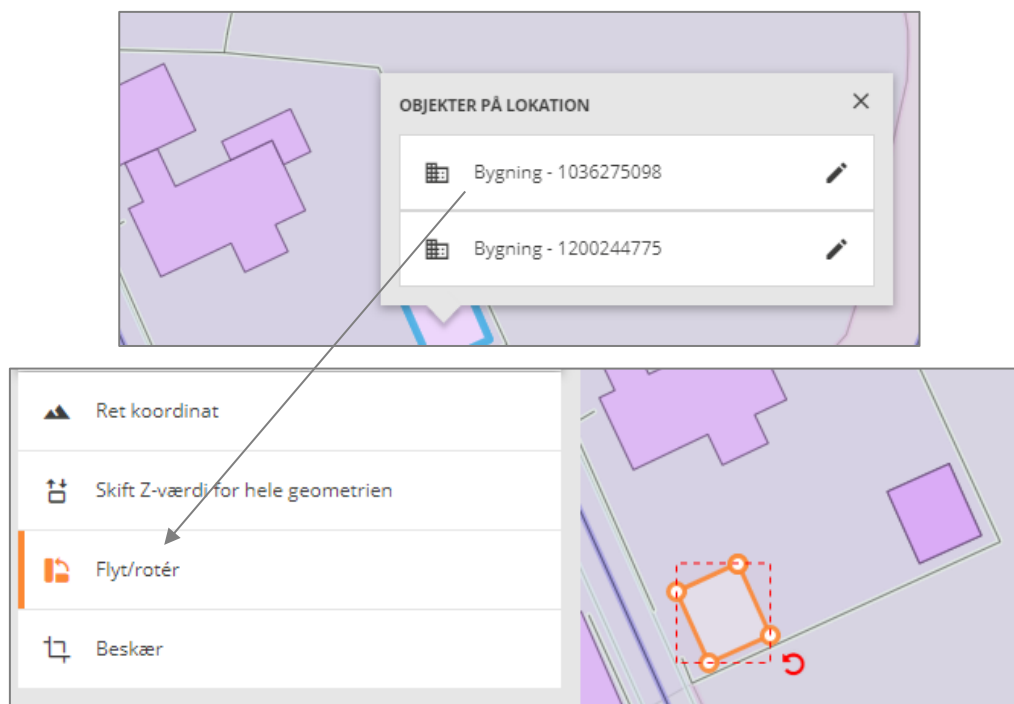 OBJEKTER PÅ LOKATION
Bygning - 1036275098
Bygning - 1200244775
Ret koordinat
Skift Z-værdi for hele geometrien
Flyt/rotér
Beskær